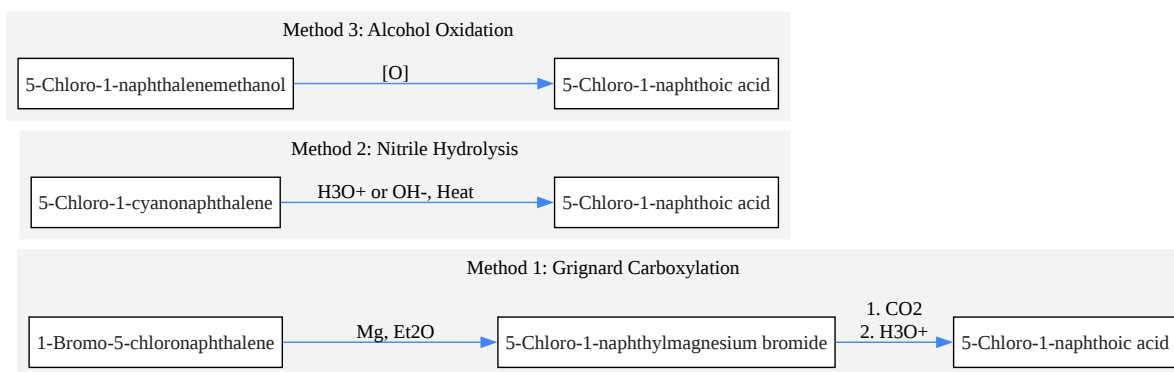 Method 3: Alcohol Oxidation
5-Chloro-1-naphthalenemethanol
[O]
5-Chloro-1-naphthoic acid
Method 2: Nitrile Hydrolysis
5-Chloro-1-cyanonaphthalene
H3O+ or OH-, Heat
5-Chloro-1-naphthoic acid
Method 1: Grignard Carboxylation
1-Bromo-5-chloronaphthalene
Mg, Et2O
5-Chloro-1-naphthylmagnesium bromide
1. CO2
2. H3O+
5-Chloro-1-naphthoic acid